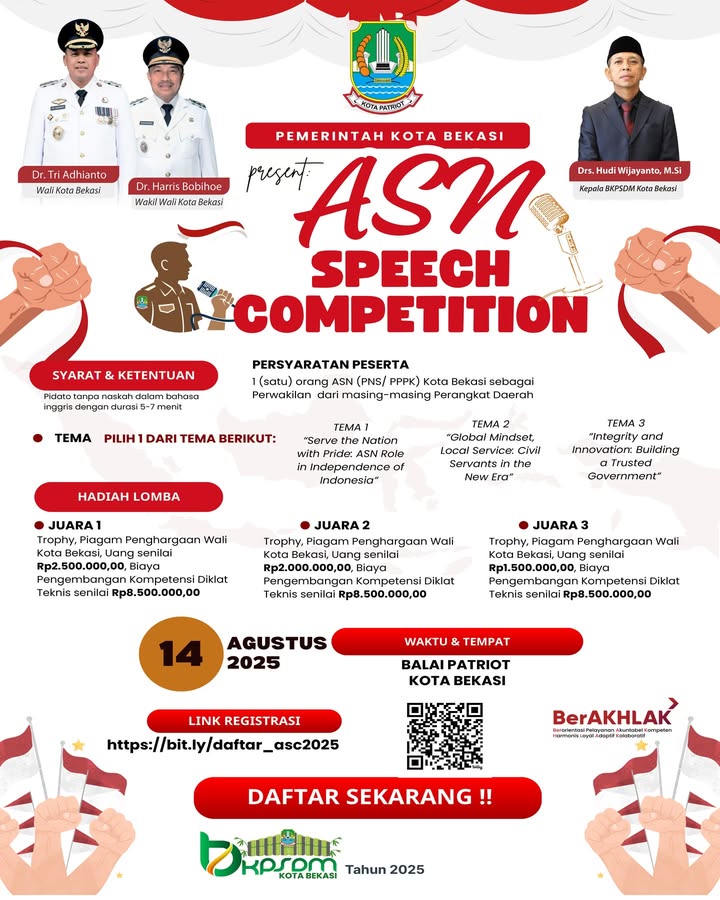 KOTA PATRIOT
PEMERINTAH KOTA BEKASI
Dr. Tri Adhianto
Wali Kota Bekasi
Dr. Harris Bobihoe
Wakil Wali Kota Bekasi
Drs. Hudi Wijayanto, M.Si
Kepala BKPSDM Kota Bekasi
present:
ASN
SPEECH
COMPETITION
SYARAT & KETENTUAN
Pidato tanpa naskah dalam bahasa
inggris dengan durasi 5-7 menit
PERSYARATAN PESERTA
1 (satu) orang ASN (PNS/ PPPK) Kota Bekasi sebagai
Perwakilan dari masing-masing Perangkat Daerah
TEMA PILIH 1 DARI TEMA BERIKUT:
TEMA 1
“Serve the Nation
with Pride: ASN Role
in Independence of
Indonesia”
TEMA 2
“Global Mindset,
Local Service: Civil
Servants in the
New Era”
TEMA 3
“Integrity and
Innovation: Building
a Trusted
Government”
HADIAH LOMBA
JUARA 1
Trophy, Piagam Penghargaan Wali
Kota Bekasi, Uang senilai
Rp2.500.000,00, Biaya
Pengembangan Kompetensi Diklat
Teknis senilai Rp8.500.000,00
JUARA 2
Trophy, Piagam Penghargaan Wali
Kota Bekasi, Uang senilai
Rp2.000.000,00, Biaya
Pengembangan Kompetensi Diklat
Teknis senilai Rp8.500.000,00
JUARA 3
Trophy, Piagam Penghargaan Wali
Kota Bekasi, Uang senilai
Rp1.500.000,00, Biaya
Pengembangan Kompetensi Diklat
Teknis senilai Rp8.500.000,00
14
AGUSTUS
2025
WAKTU & TEMPAT
BALAI PATRIOT
KOTA BEKASI
LINK REGISTRASI
https://bit.ly/daftar_asc2025
BerAKHLAK
Berorientasi Pelayanan Akuntabel Kompeten
Harmonis Loyal Adaptif Kolaboratif
DAFTAR SEKARANG !!
bkpsdm
KOTA BEKASI
Tahun 2025